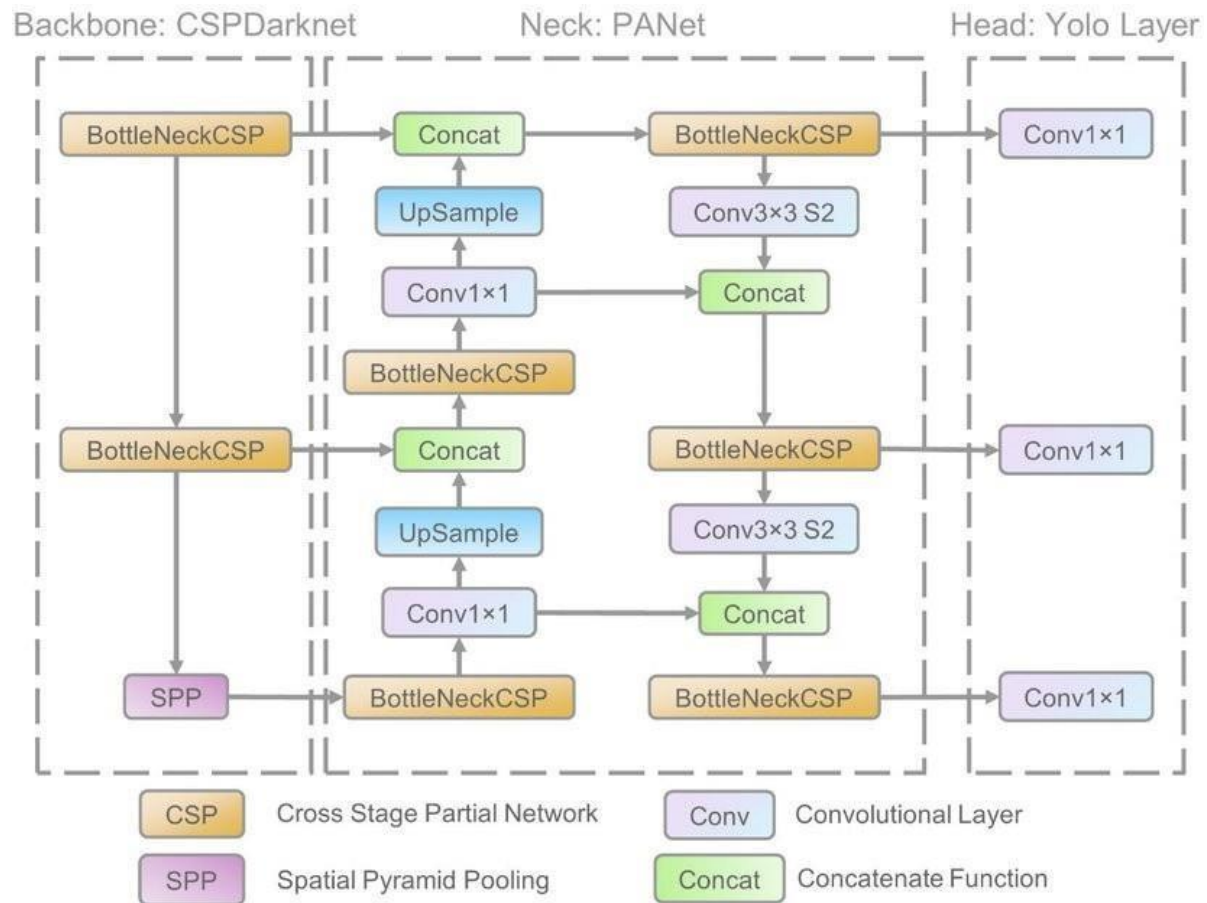 Backbone: CSPDarknet
Neck: PANet
Head: Yolo Layer
BottleNeckCSP
Concat
BottleNeckCSP
Conv1×1
UpSample
Conv3×3 S2
Conv1×1
Concat
BottleNeckCSP
BottleNeckCSP
Concat
BottleNeckCSP
Conv1×1
UpSample
Conv3×3 S2
Conv1×1
Concat
SPP
BottleNeckCSP
BottleNeckCSP
Conv1×1
CSP
Cross Stage Partial Network
Conv
Convolutional Layer
SPP
Spatial Pyramid Pooling
Concat
Concatenate Function